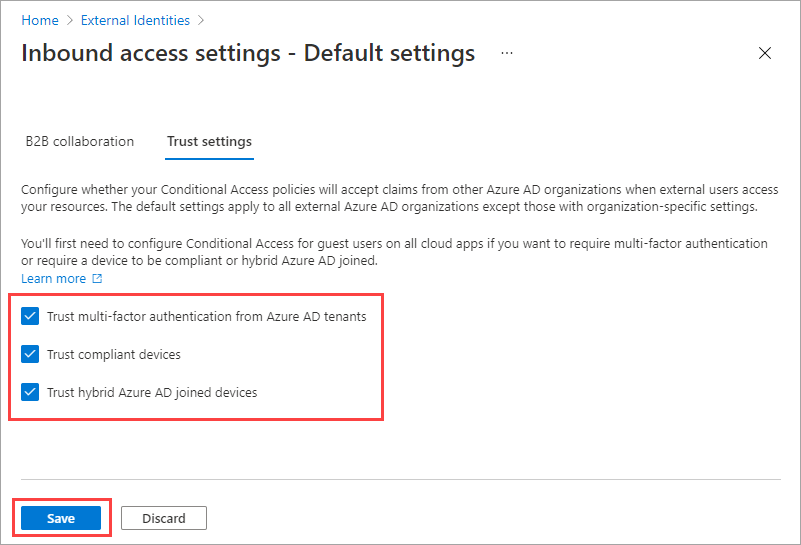 Home > External Identities >
Inbound access settings - Default settings ...
B2B collaboration Trust settings
Configure whether your Conditional Access policies will accept claims from other Azure AD organizations when external users access
your resources. The default settings apply to all external Azure AD organizations except those with organization-specific settings.
You'll first need to configure Conditional Access for guest users on all cloud apps if you want to require multi-factor authentication
or require a device to be compliant or hybrid Azure AD joined.
Learn more
Trust multi-factor authentication from Azure AD tenants
Trust compliant devices
Trust hybrid Azure AD joined devices
Save Discard